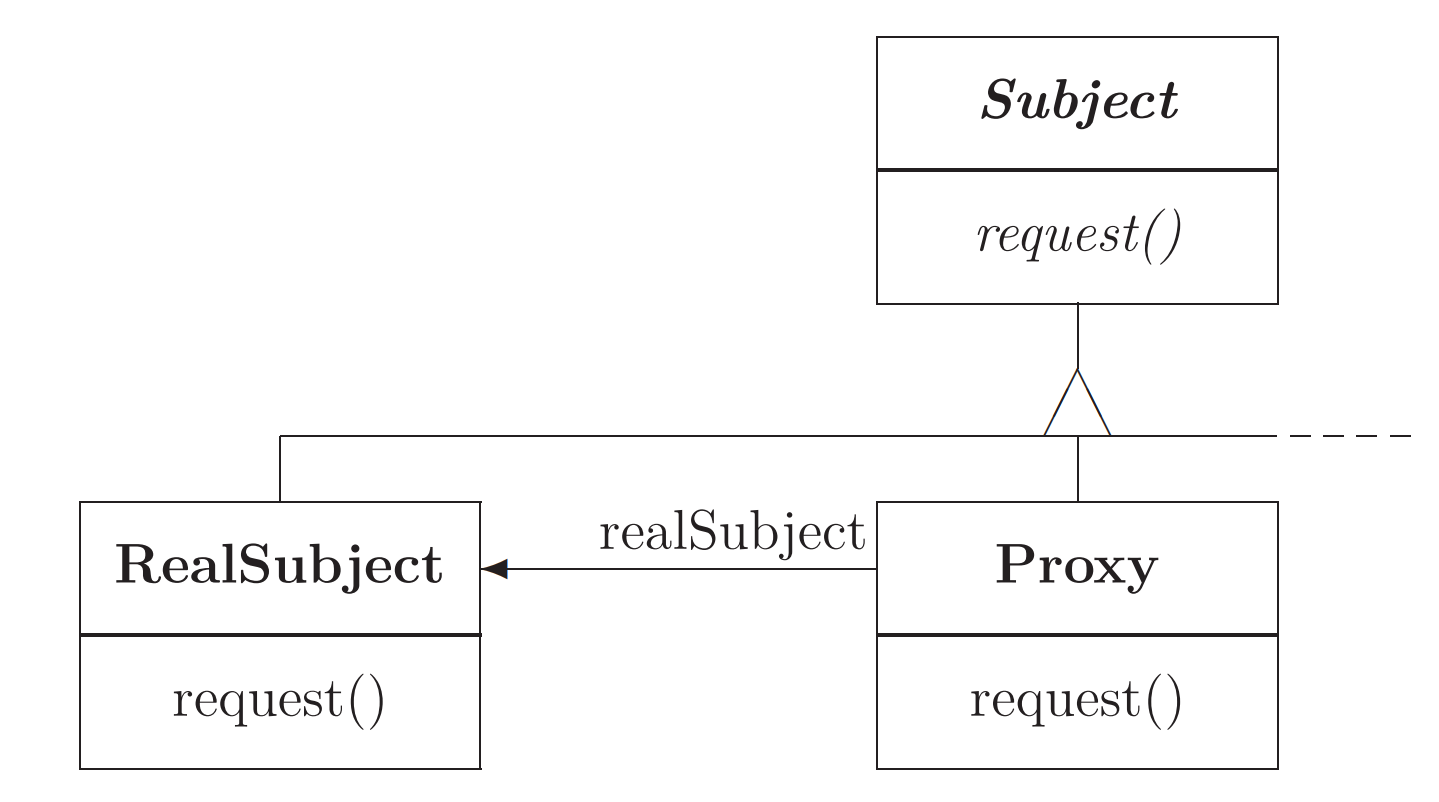 Subject
request()
realSubject
RealSubject
Proxy
request()
request()